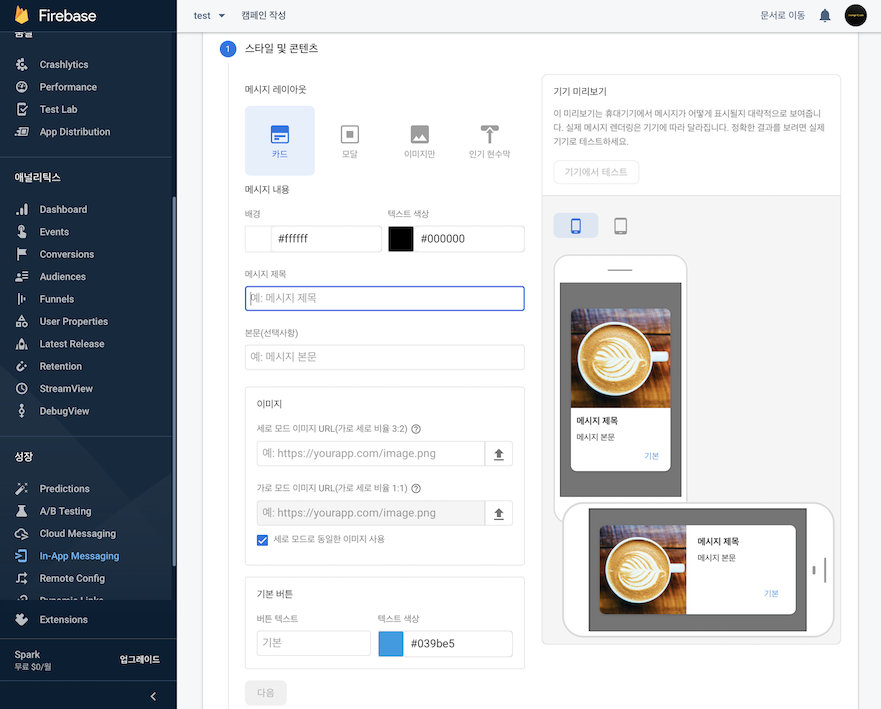 Firebase
test
캠페인 작성
문서로 이동
품질
Crashlytics
Performance
Test Lab
App Distribution
애널리틱스
Dashboard
Events
Conversions
Audiences
Funnels
User Properties
Latest Release
Retention
StreamView
DebugView
성장
Predictions
A/B Testing
Cloud Messaging
In-App Messaging
Remote Config
Dynamic Links
Extensions
Spark
무료 $0/월
업그레이드
1 스타일 및 콘텐츠
메시지 레이아웃
카드
모달
이미지만
인기 현수막
메시지 내용
배경
텍스트 색상
#ffffff
#000000
메시지 제목
예: 메시지 제목
본문(선택사항)
예: 메시지 본문
이미지
세로 모드 이미지 URL(가로 세로 비율 3:2)
예: https://yourapp.com/image.png
가로 모드 이미지 URL(가로 세로 비율 1:1)
예: https://yourapp.com/image.png
세로 모드로 동일한 이미지 사용
기본 버튼
버튼 텍스트
텍스트 색상
기본
#039be5
다음
기기 미리보기
이 미리보기는 휴대기기에서 메시지가 어떻게 표시될지 대략적으로 보여줍니
다. 실제 메시지 렌더링은 기기에 따라 달라집니다. 정확한 결과를 보려면 실제
기기로 테스트하세요.
기기에서 테스트
메시지 제목
메시지 본문
기본
메시지 제목
메시지 본문
기본